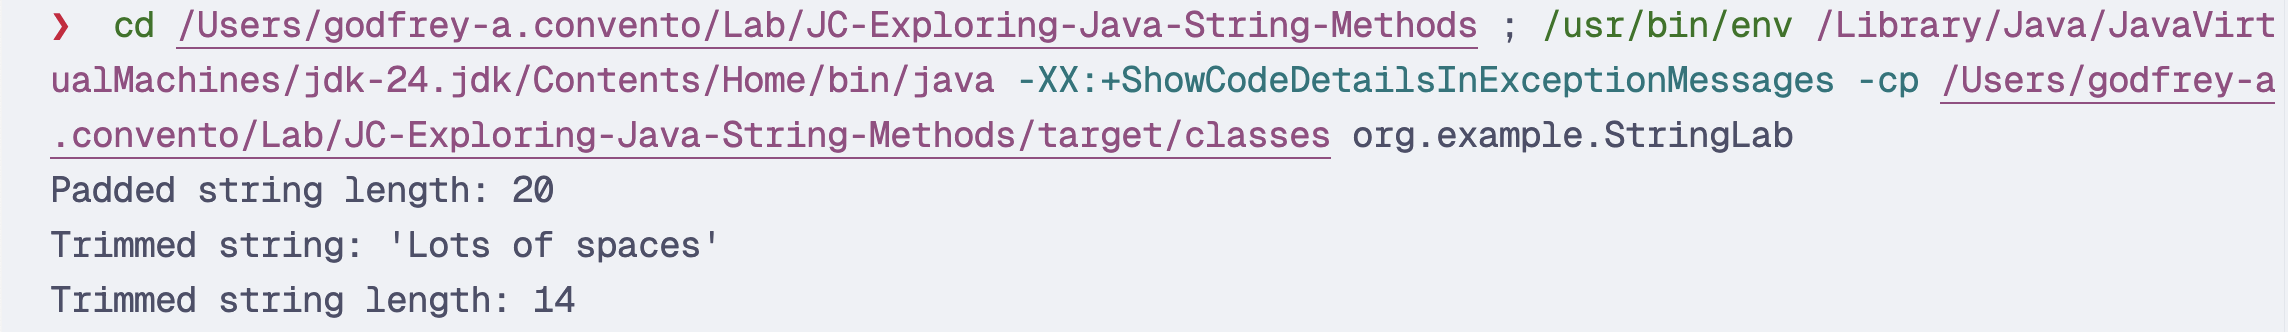 ❯ cd /Users/godfrey-a.convento/Lab/JC-Exploring-Java-String-Methods ; /usr/bin/env /Library/Java/JavaVirt
ualMachines/jdk-24.jdk/Contents/Home/bin/java -XX:+ShowCodeDetailsInExceptionMessages -cp /Users/godfrey-a
.convento/Lab/JC-Exploring-Java-String-Methods/target/classes org.example.StringLab
Padded string length: 20
Trimmed string: 'Lots of spaces'
Trimmed string length: 14